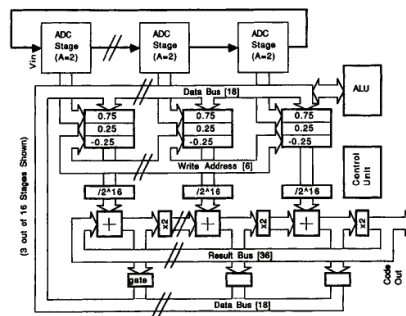 ADC
Stage
(A=2)
ADC
Stage
(A=2)
ADC
Stage
(A=2)
Vin
Data Bus [18]
ALU
0.75
0.25
-0.25
0.75
0.25
-0.25
0.75
0.25
-0.25
Write Address [6]
Control
Unit
(3 out of 16 Stages Shown)
/2^16
/2^16
/2^16
+
x2
+
x2
+
x2
Result Bus [36]
Code
Out
gate
Data Bus [18]